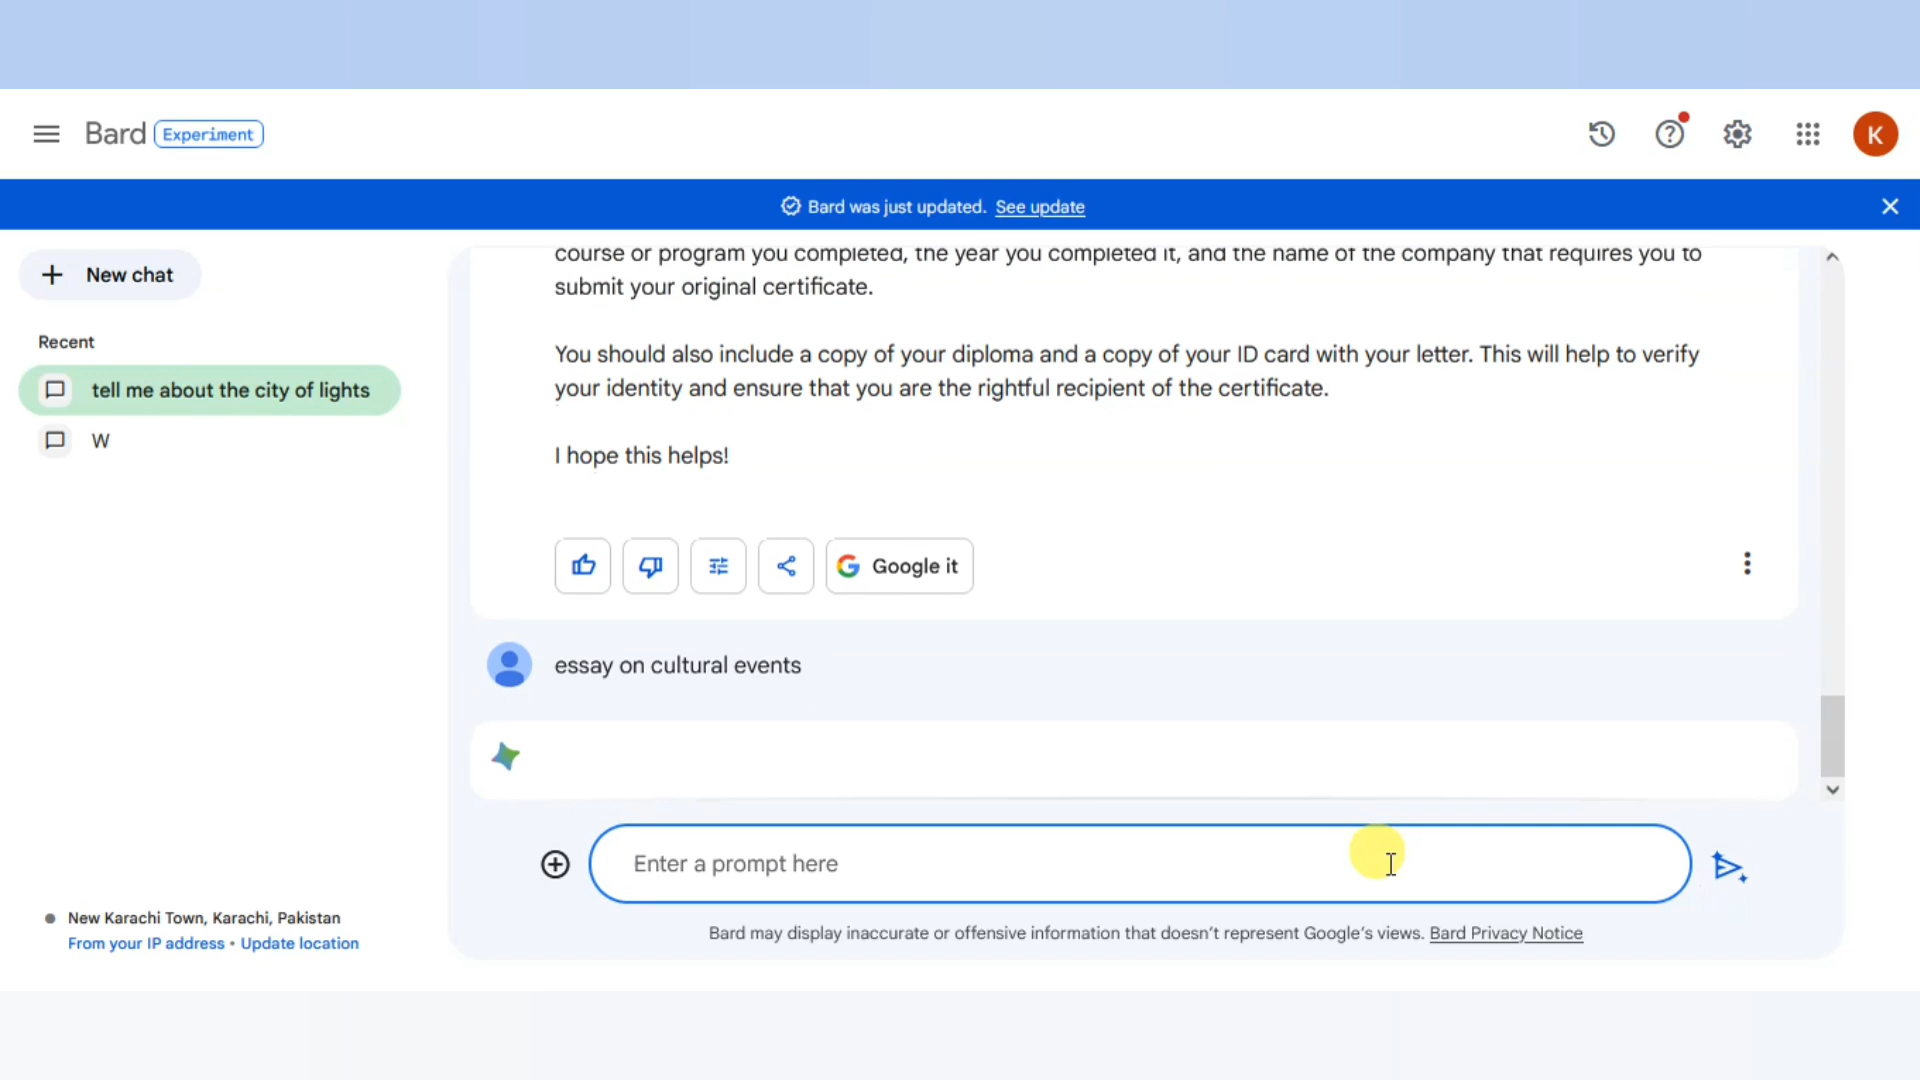 Bard Experiment
K
Bard was just updated. See update
New chat
Recent
tell me about the city of lights
W
course or program you completed, the year you completed it, and the name of the company that requires you to
submit your original certificate.
You should also include a copy of your diploma and a copy of your ID card with your letter. This will help to verify
your identity and ensure that you are the rightful recipient of the certificate.
I hope this helps!
Google it
essay on cultural events
Enter a prompt here
New Karachi Town, Karachi, Pakistan
From your IP address • Update location
Bard may display inaccurate or offensive information that doesn't represent Google's views. Bard Privacy Notice